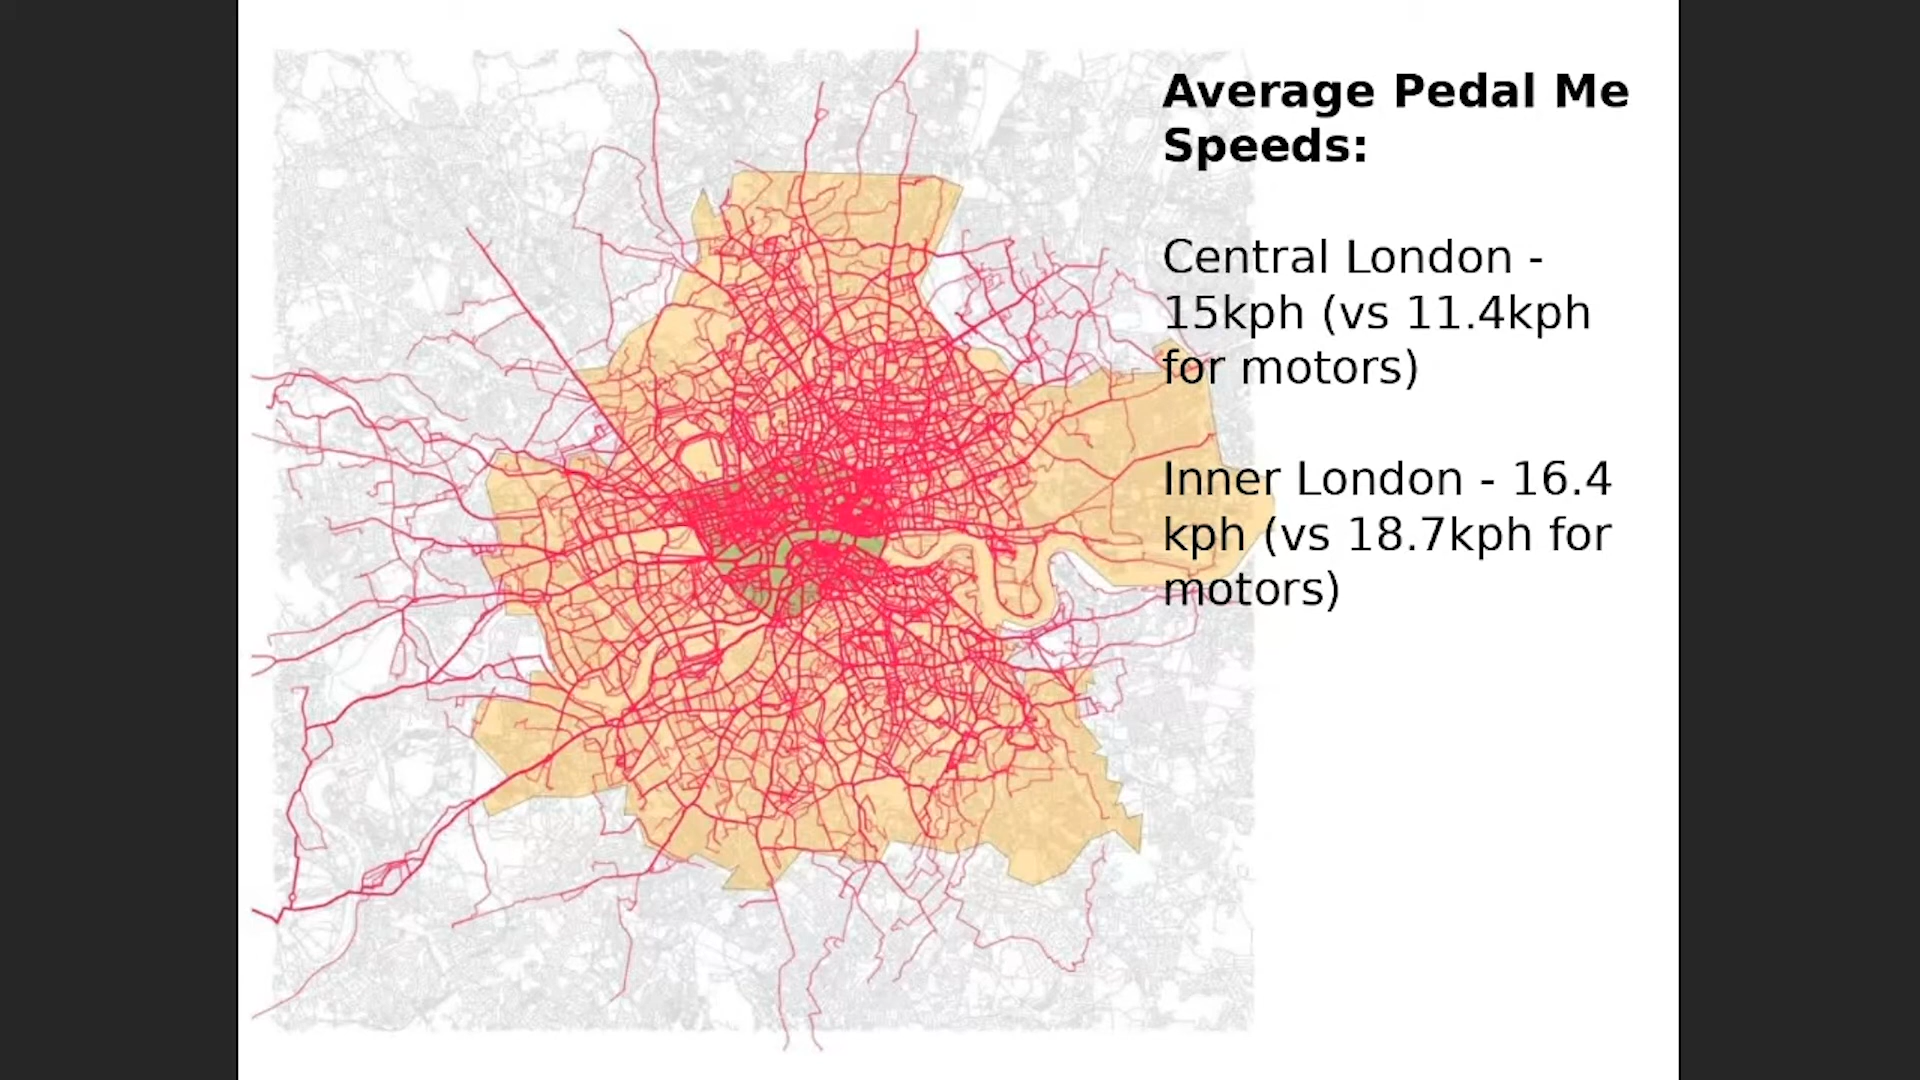 Average Pedal Me
Speeds:
Central London -
15kph (vs 11.4kph
for motors)
Inner London - 16.4
kph (vs 18.7kph for
motors)